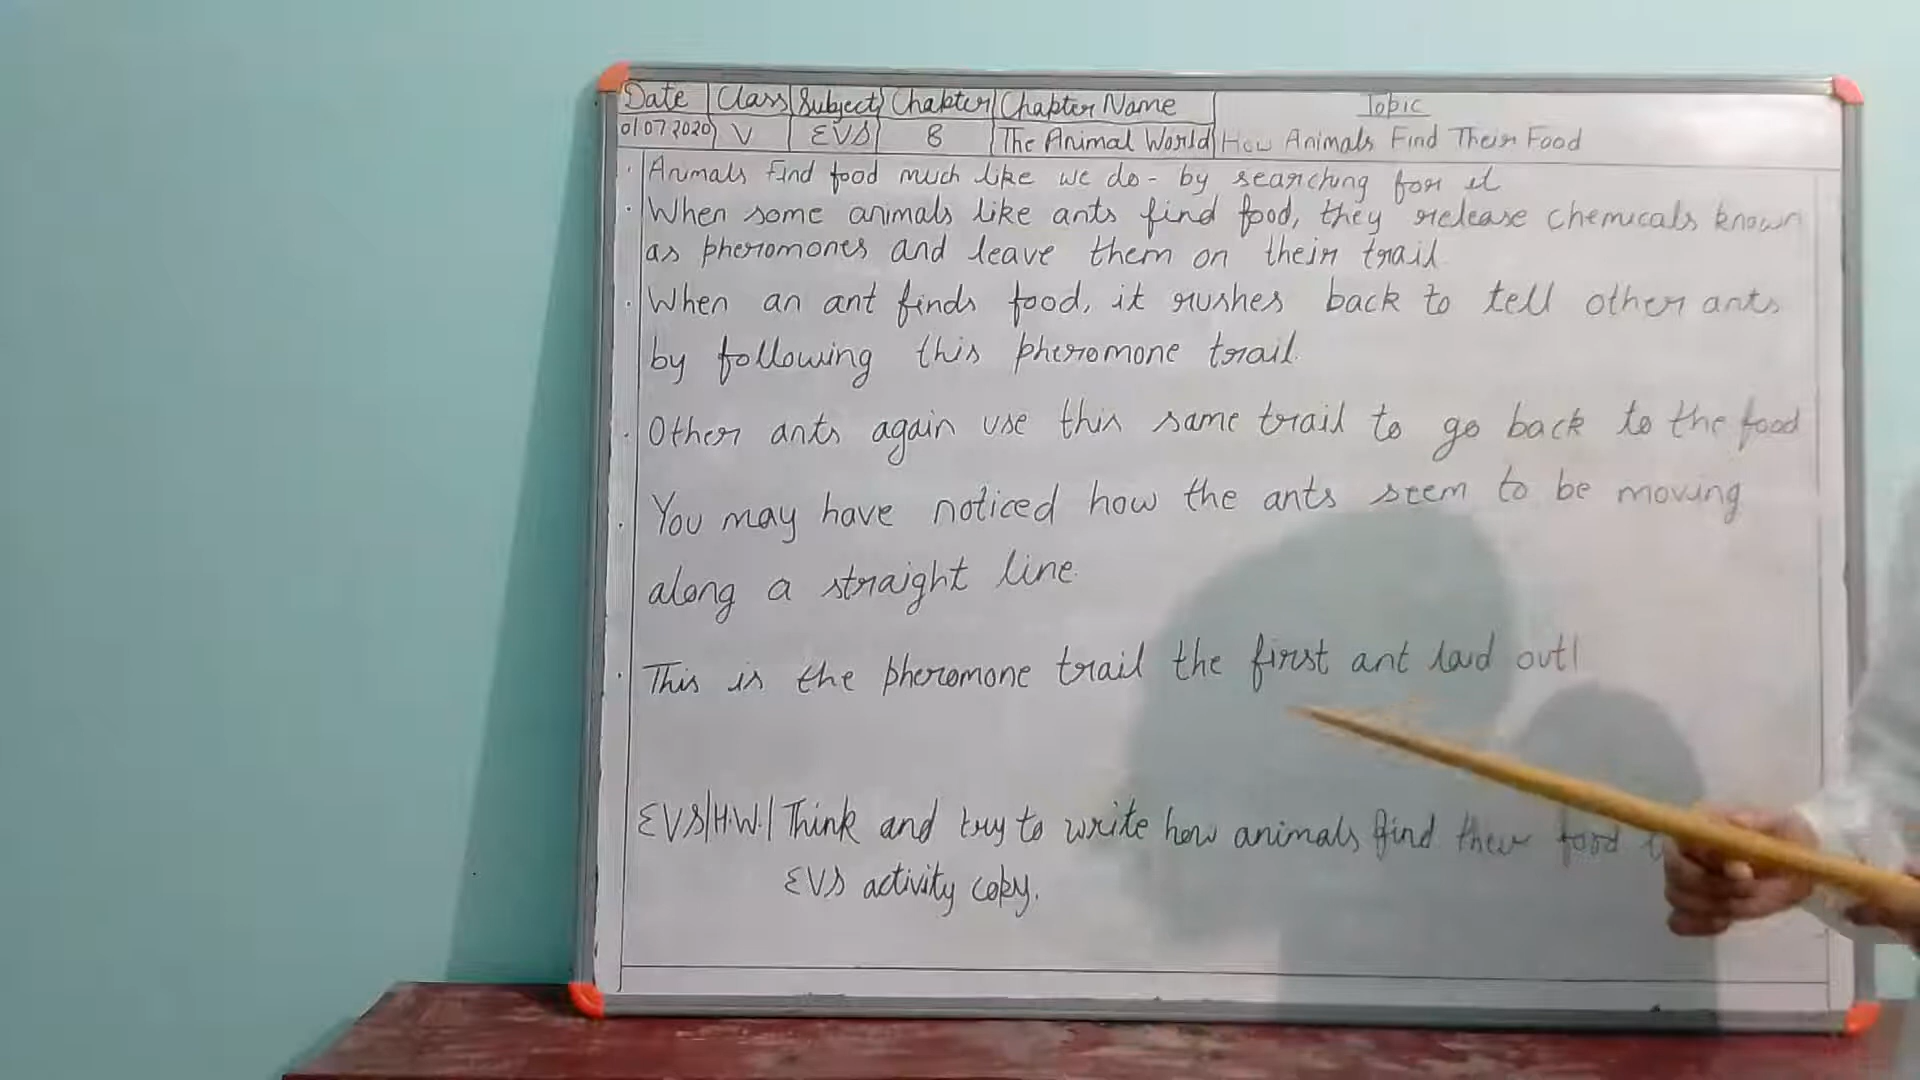 Date Class Subject Chapter Chapter Name Topic
01 07 2020 V EVS 8 The Animal World How Animals Find Their Food
. Animals Find food much like we do - by searching for it
. When some animals like ants find food, they release chemicals known
as pheromones and leave them on their trail
. When an ant finds food, it rushes back to tell other ants
by following this pheromone trail.
. Other ants again use this same trail to go back to the food
. You may have noticed how the ants seem to be moving
along a straight line.
. This is the pheromone trail the first ant laid out!
EVS|H.W.| Think and try to write how animals find their food
EVS activity copy.